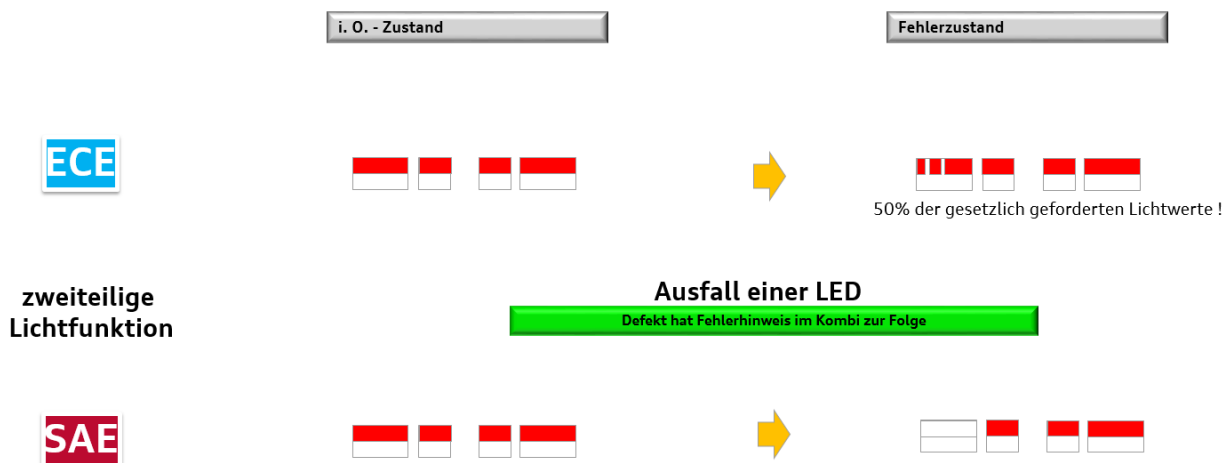 i. O. - Zustand
Fehlerzustand
ECE
50% der gesetzlich geforderten Lichtwerte !
zweiteilige
Lichtfunktion
Ausfall einer LED
Defekt hat Fehlerhinweis im Kombi zur Folge
SAE